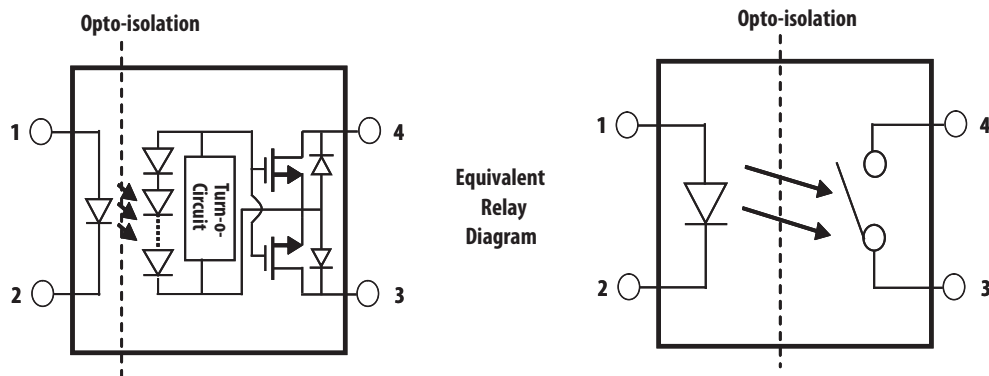 Opto-isolation
1
2
Turn-o-
Circuit
4
3
Equivalent
Relay
Diagram
Opto-isolation
1
2
4
3